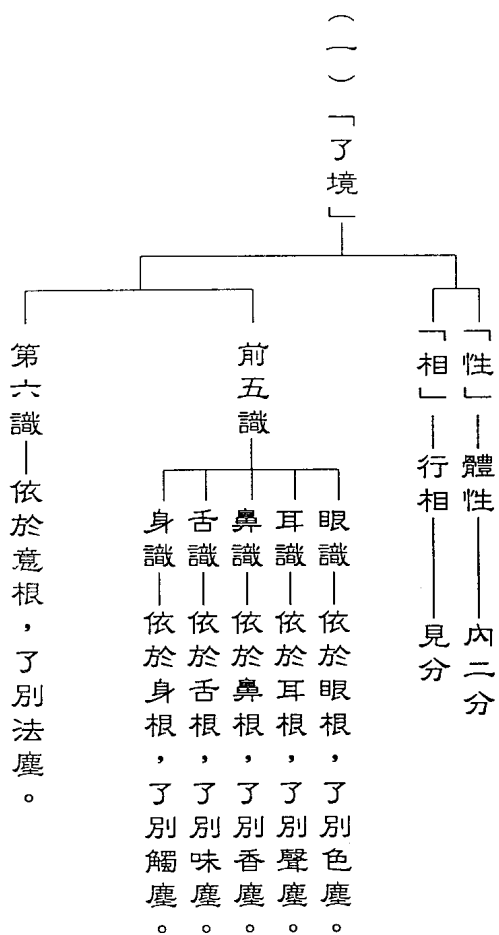 （一）「了境」
「性」—體性—內二分
「相」—行相—見分
前五識
眼識—依於眼根，了別色塵。
耳識—依於耳根，了別聲塵。
鼻識—依於鼻根，了別香塵。
舌識—依於舌根，了別味塵。
身識—依於身根，了別觸塵。
第六識—依於意根，了別法塵。